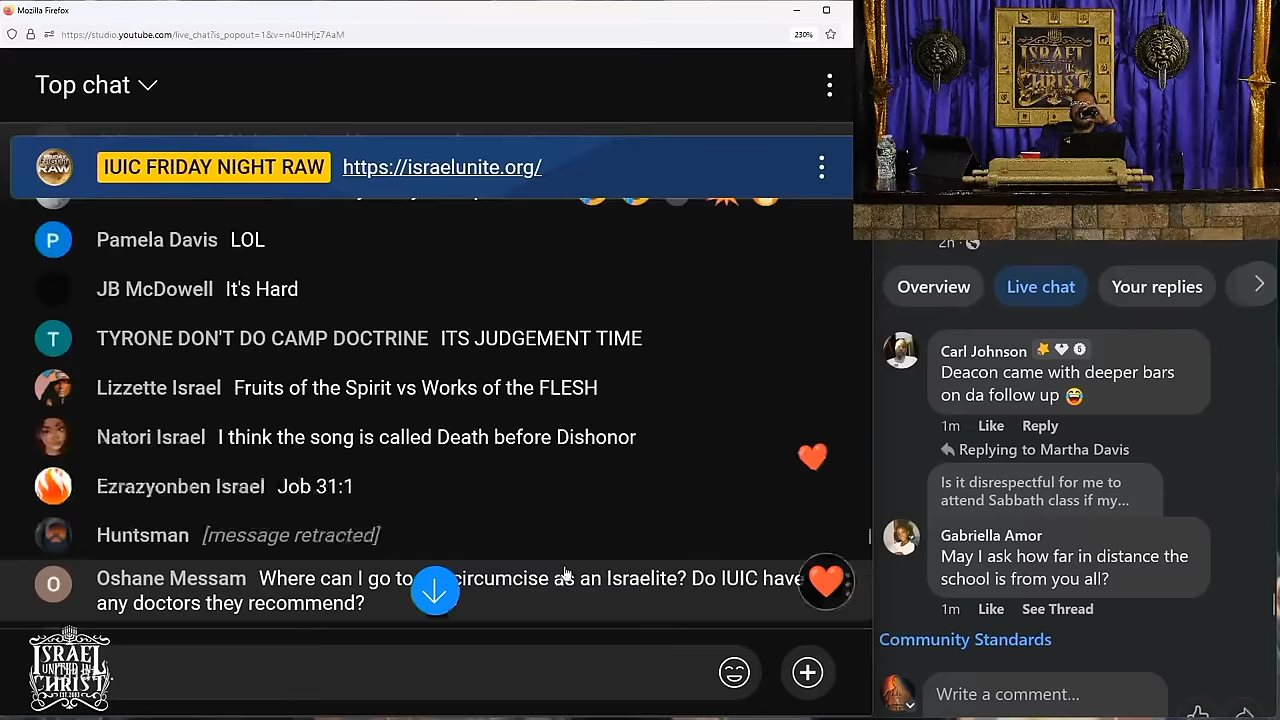 Mozilla Firefox
https://studio.youtube.com/live_chat?is_popout=1&v=n40HHjz7AaM
230%
Top chat
IUIC FRIDAY NIGHT RAW https://israelunite.org/
Pamela Davis LOL
JB McDowell It's Hard
TYRONE DON'T DO CAMP DOCTRINE ITS JUDGEMENT TIME
Lizzette Israel Fruits of the Spirit vs Works of the FLESH
Natori Israel I think the song is called Death before Dishonor
Ezrazyonben Israel Job 31:1
Huntsman [message retracted]
Oshane Messam Where can I go to circumcise as an Israelite? Do IUIC have
any doctors they recommend?
ISRAEL
UNITED IN
CHRIST
ISRAEL
UNITED IN
CHRIST
2h
Overview
Live chat
Your replies
Carl Johnson
Deacon came with deeper bars
on da follow up
1m Like Reply
Replying to Martha Davis
Is it disrespectful for me to
attend Sabbath class if my...
Gabriella Amor
May I ask how far in distance the
school is from you all?
1m Like See Thread
Community Standards
Write a comment...